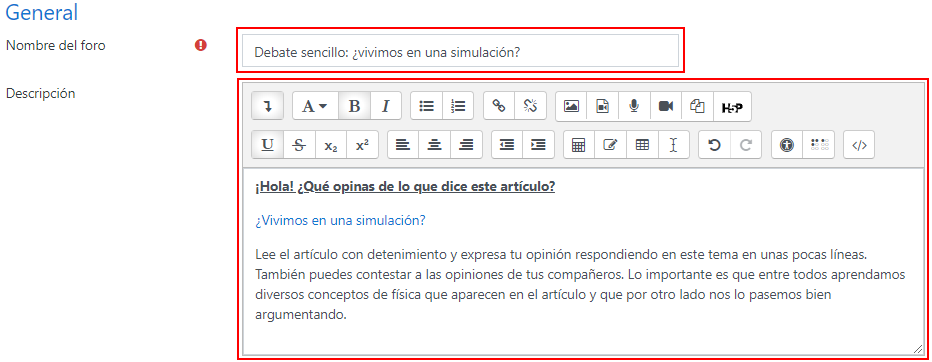 General
Nombre del foro
Debate sencillo: ¿vivimos en una simulación?
Descripción
A B I
H-P
U S x₂ x²
¡Hola! ¿Qué opinas de lo que dice este artículo?
¿Vivimos en una simulación?
Lee el artículo con detenimiento y expresa tu opinión respondiendo en este tema en unas pocas líneas.
También puedes contestar a las opiniones de tus compañeros. Lo importante es que entre todos aprendamos
diversos conceptos de física que aparecen en el artículo y que por otro lado nos lo pasemos bien
argumentando.